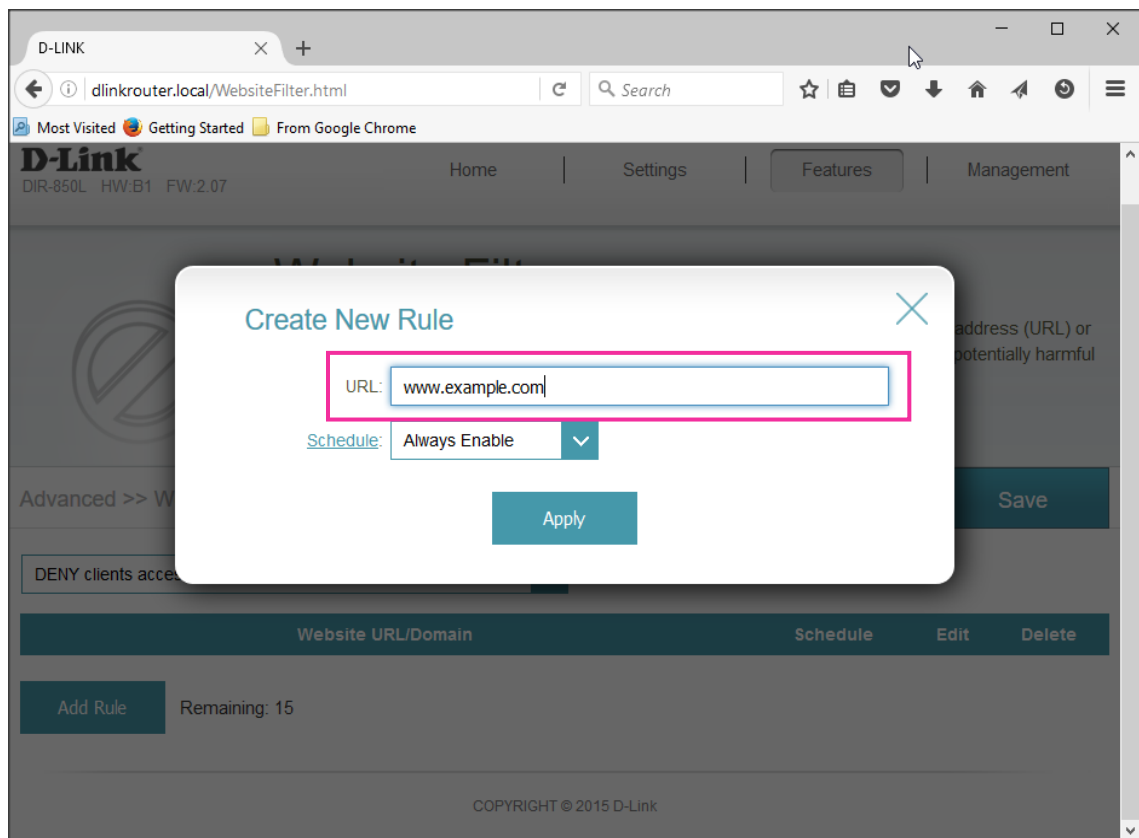 D-LINK
dlinkrouter.local/WebsiteFilter.html
Search
Most Visited Getting Started From Google Chrome
D-Link
DIR-850L HW:B1 FW:2.07
Home Settings Features Management
address (URL) or
potentially harmful
Create New Rule
URL: www.example.com
Schedule: Always Enable
Apply
Advanced >> W
Save
DENY clients acces
Website URL/Domain Schedule Edit Delete
Add Rule Remaining: 15
COPYRIGHT © 2015 D-Link